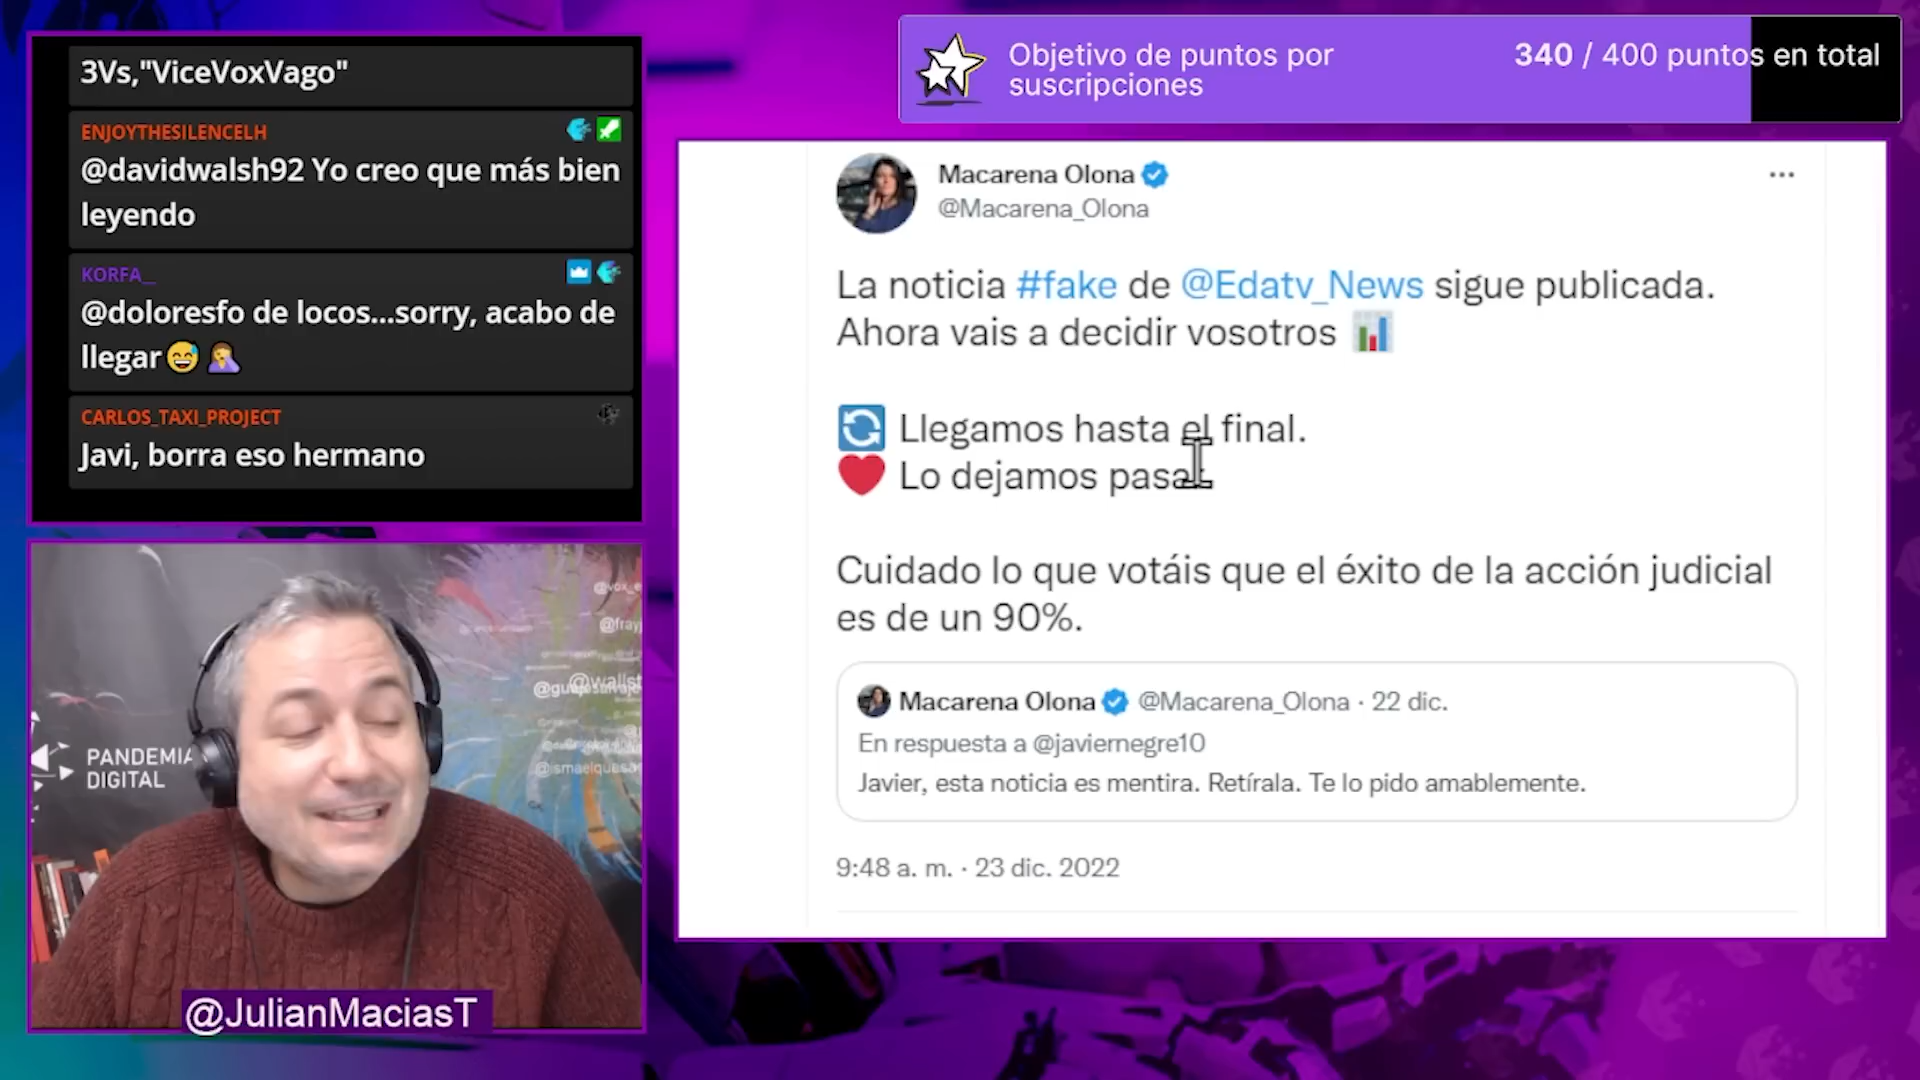 3Vs,"ViceVoxVago"
ENJOYTHESILENCELH
@davidwalsh92 Yo creo que más bien
leyendo
KORFA__
@doloresfo de locos...sorry, acabo de
llegar😅🤦‍♀️
CARLOS_TAXI_PROJECT
Javi, borra eso hermano
Objetivo de puntos por
suscripciones
340 / 400 puntos en total
Macarena Olona
@Macarena_Olona
La noticia #fake de @Edatv_News sigue publicada.
Ahora vais a decidir vosotros 📊
🔄 Llegamos hasta el final.
❤️ Lo dejamos pasar.
Cuidado lo que votáis que el éxito de la acción judicial
es de un 90%.
Macarena Olona @Macarena_Olona · 22 dic.
En respuesta a @javiernegre10
Javier, esta noticia es mentira. Retírala. Te lo pido amablemente.
9:48 a. m. · 23 dic. 2022
PANDEMIA
DIGITAL
@JulianMaciasT